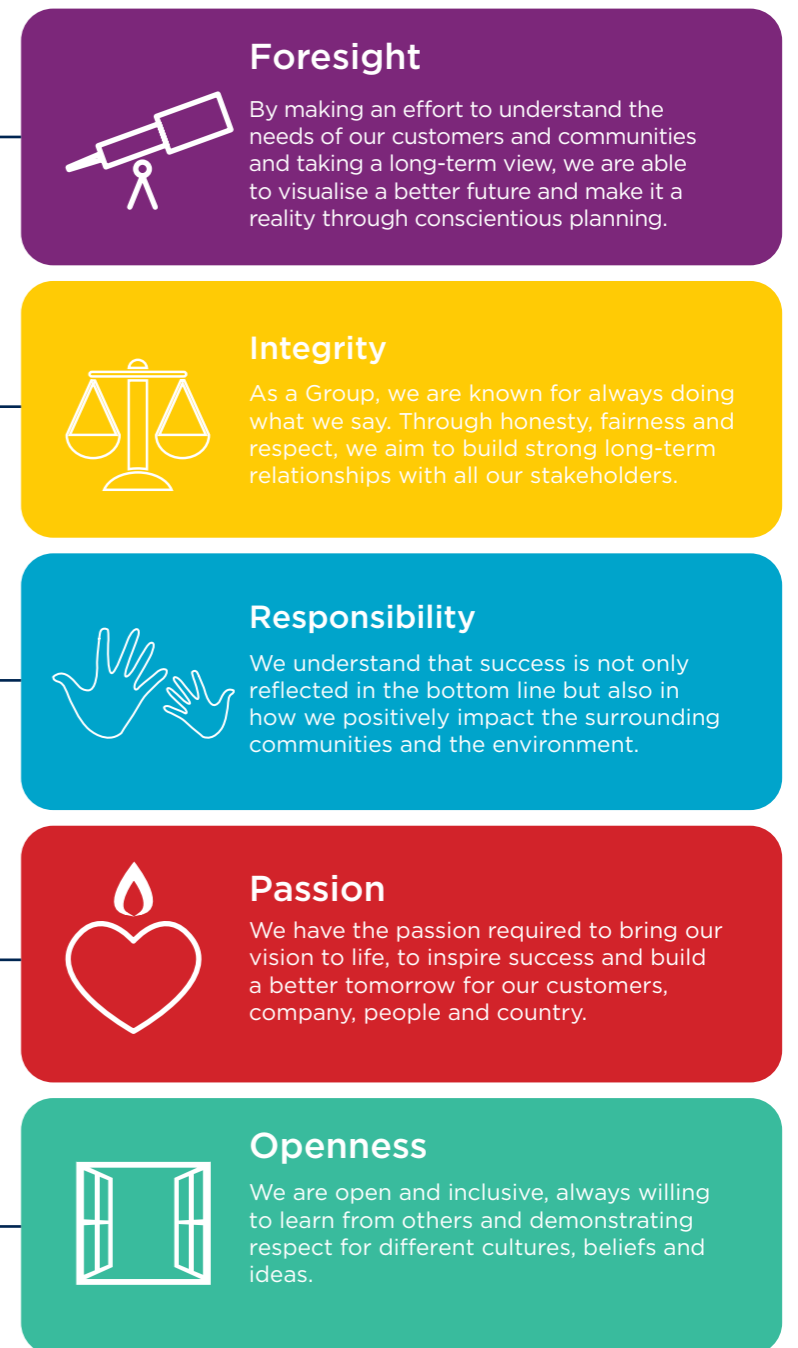 Foresight
By making an effort to understand the
needs of our customers and communities
and taking a long-term view, we are able
to visualise a better future and make it a
reality through conscientious planning.
Integrity
As a Group, we are known for always doing
what we say. Through honesty, fairness and
respect, we aim to build strong long-term
relationships with all our stakeholders.
Responsibility
We understand that success is not only
reflected in the bottom line but also in
how we positively impact the surrounding
communities and the environment.
Passion
We have the passion required to bring our
vision to life, to inspire success and build
a better tomorrow for our customers,
company, people and country.
Openness
We are open and inclusive, always willing
to learn from others and demonstrating
respect for different cultures, beliefs and
ideas.